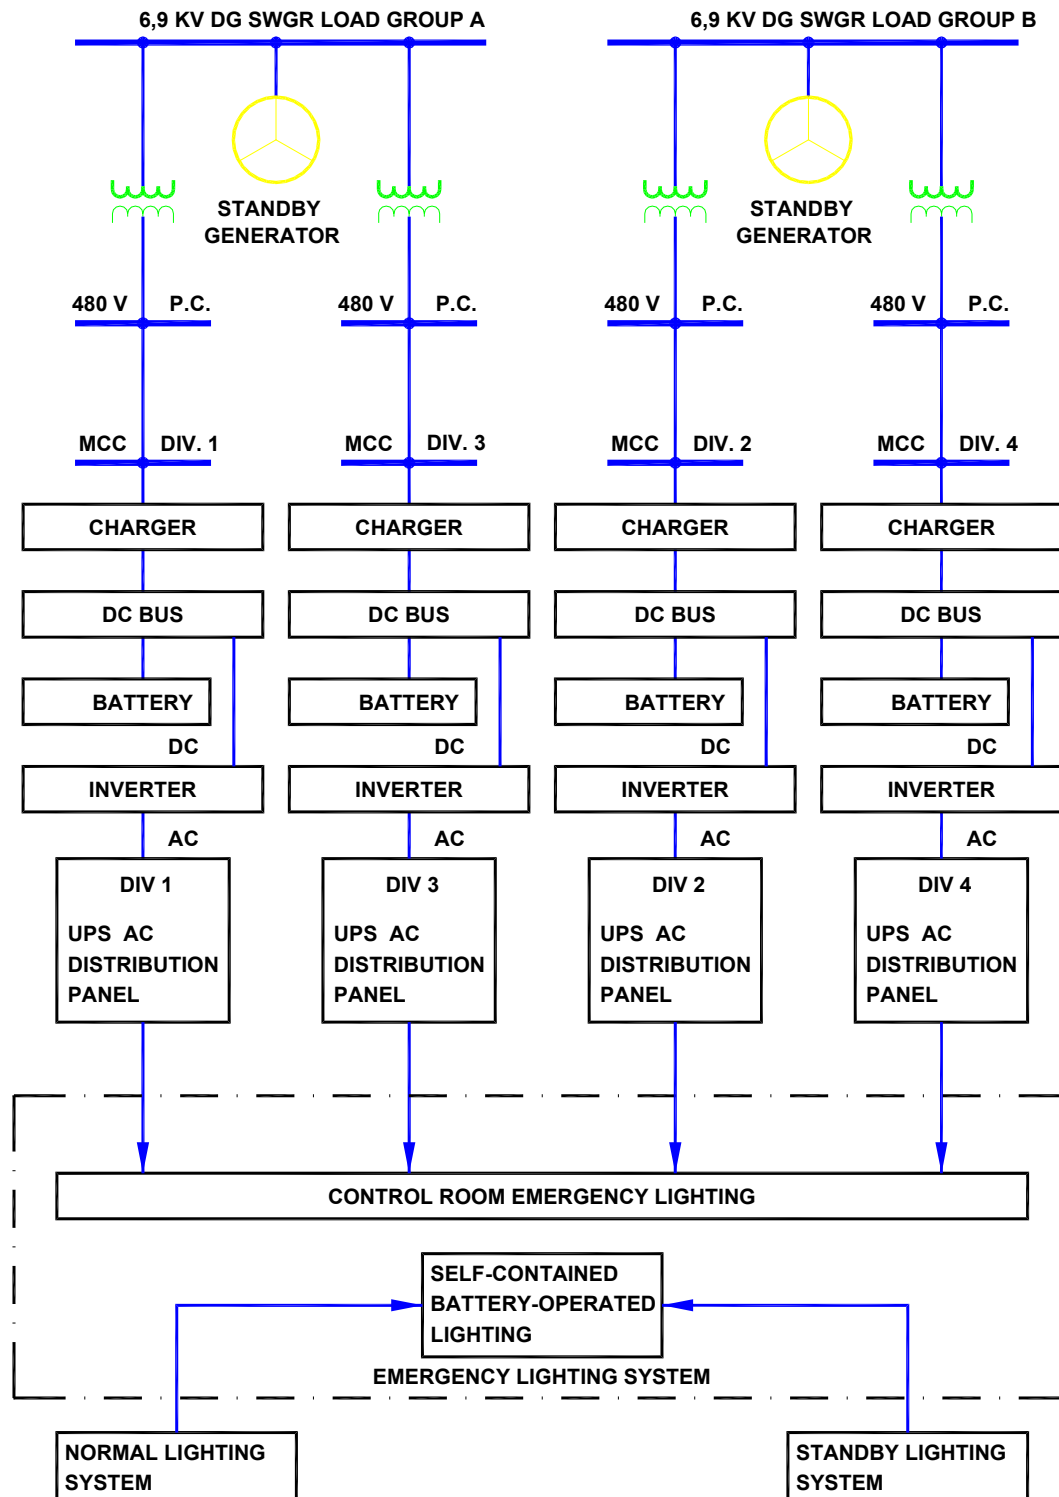 6,9 KV DG SWGR LOAD GROUP A
6,9 KV DG SWGR LOAD GROUP B
STANDBY
GENERATOR
STANDBY
GENERATOR
480 V P.C.
480 V P.C.
480 V P.C.
480 V P.C.
MCC DIV. 1
MCC DIV. 3
MCC DIV. 2
MCC DIV. 4
CHARGER
CHARGER
CHARGER
CHARGER
DC BUS
DC BUS
DC BUS
DC BUS
BATTERY
BATTERY
BATTERY
BATTERY
DC
DC
DC
DC
INVERTER
INVERTER
INVERTER
INVERTER
AC
AC
AC
AC
DIV 1
UPS AC
DISTRIBUTION
PANEL
DIV 3
UPS AC
DISTRIBUTION
PANEL
DIV 2
UPS AC
DISTRIBUTION
PANEL
DIV 4
UPS AC
DISTRIBUTION
PANEL
CONTROL ROOM EMERGENCY LIGHTING
SELF-CONTAINED
BATTERY-OPERATED
LIGHTING
EMERGENCY LIGHTING SYSTEM
NORMAL LIGHTING
SYSTEM
STANDBY LIGHTING
SYSTEM